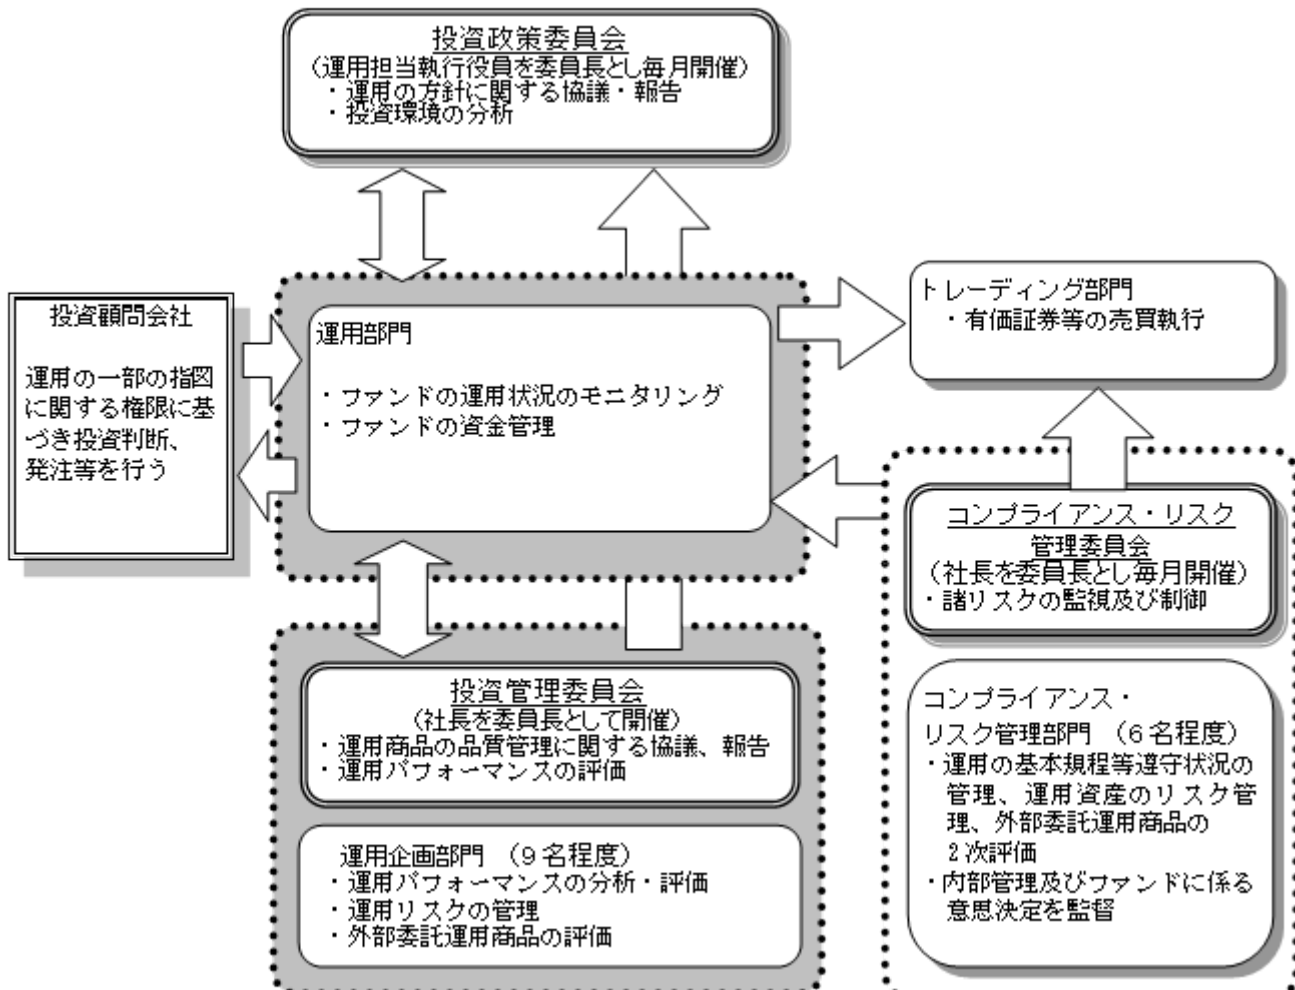 投資政策委員会
（運用担当執行役員を委員長とし毎月開催）
・運用の方針に関する協議・報告
・投資環境の分析
投資顧問会社
運用の一部の指図
に関する権限に基
づき投資判断、
発注等を行う
運用部門
・ファンドの運用状況のモニタリング
・ファンドの資金管理
トレーディング部門
・有価証券等の売買執行
コンプライアンス・リスク
管理委員会
（社長を委員長とし毎月開催）
・諸リスクの監視及び制御
投資管理委員会
（社長を委員長として開催）
・運用商品の品質管理に関する協議、報告
・運用パフォーマンスの評価
運用企画部門　（９名程度）
・運用パフォーマンスの分析・評価
・運用リスクの管理
・外部委託運用商品の評価
コンプライアンス・
リスク管理部門　（６名程度）
・運用の基本規程等遵守状況の
管理、運用資産のリスク管
理、外部委託運用商品の
２次評価
・内部管理及びファンドに係る
意思決定を監督